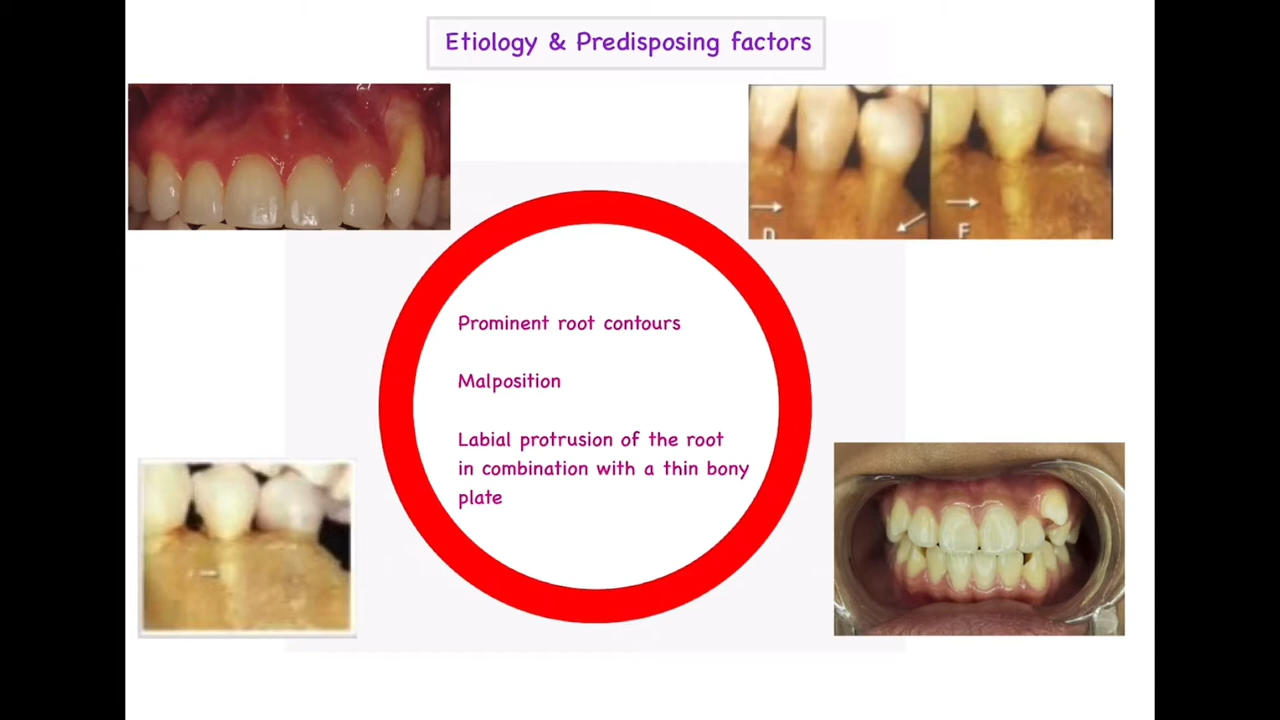 Etiology & Predisposing factors
D
F
Prominent root contours
Malposition
Labial protrusion of the root
in combination with a thin bony
plate